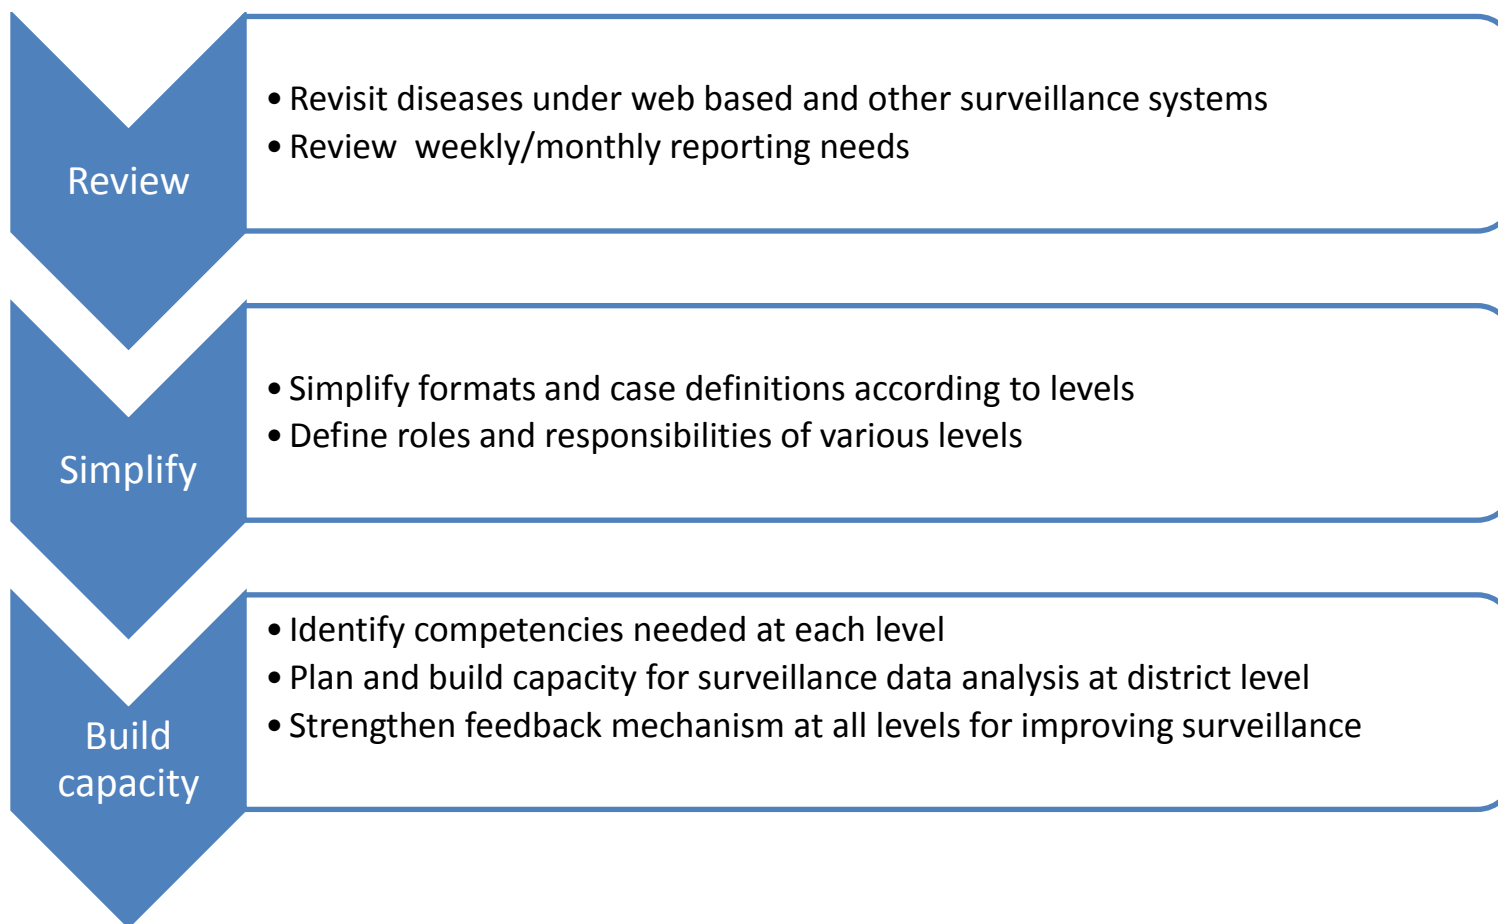 Review
• Revisit diseases under web based and other surveillance systems
• Review  weekly/monthly reporting needs
Simplify
• Simplify formats and case definitions according to levels
• Define roles and responsibilities of various levels
Build
capacity
• Identify competencies needed at each level
• Plan and build capacity for surveillance data analysis at district level
• Strengthen feedback mechanism at all levels for improving surveillance